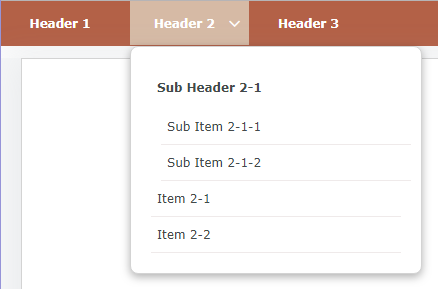 Header 1 Header 2 Header 3
Sub Header 2-1
Sub Item 2-1-1
Sub Item 2-1-2
Item 2-1
Item 2-2